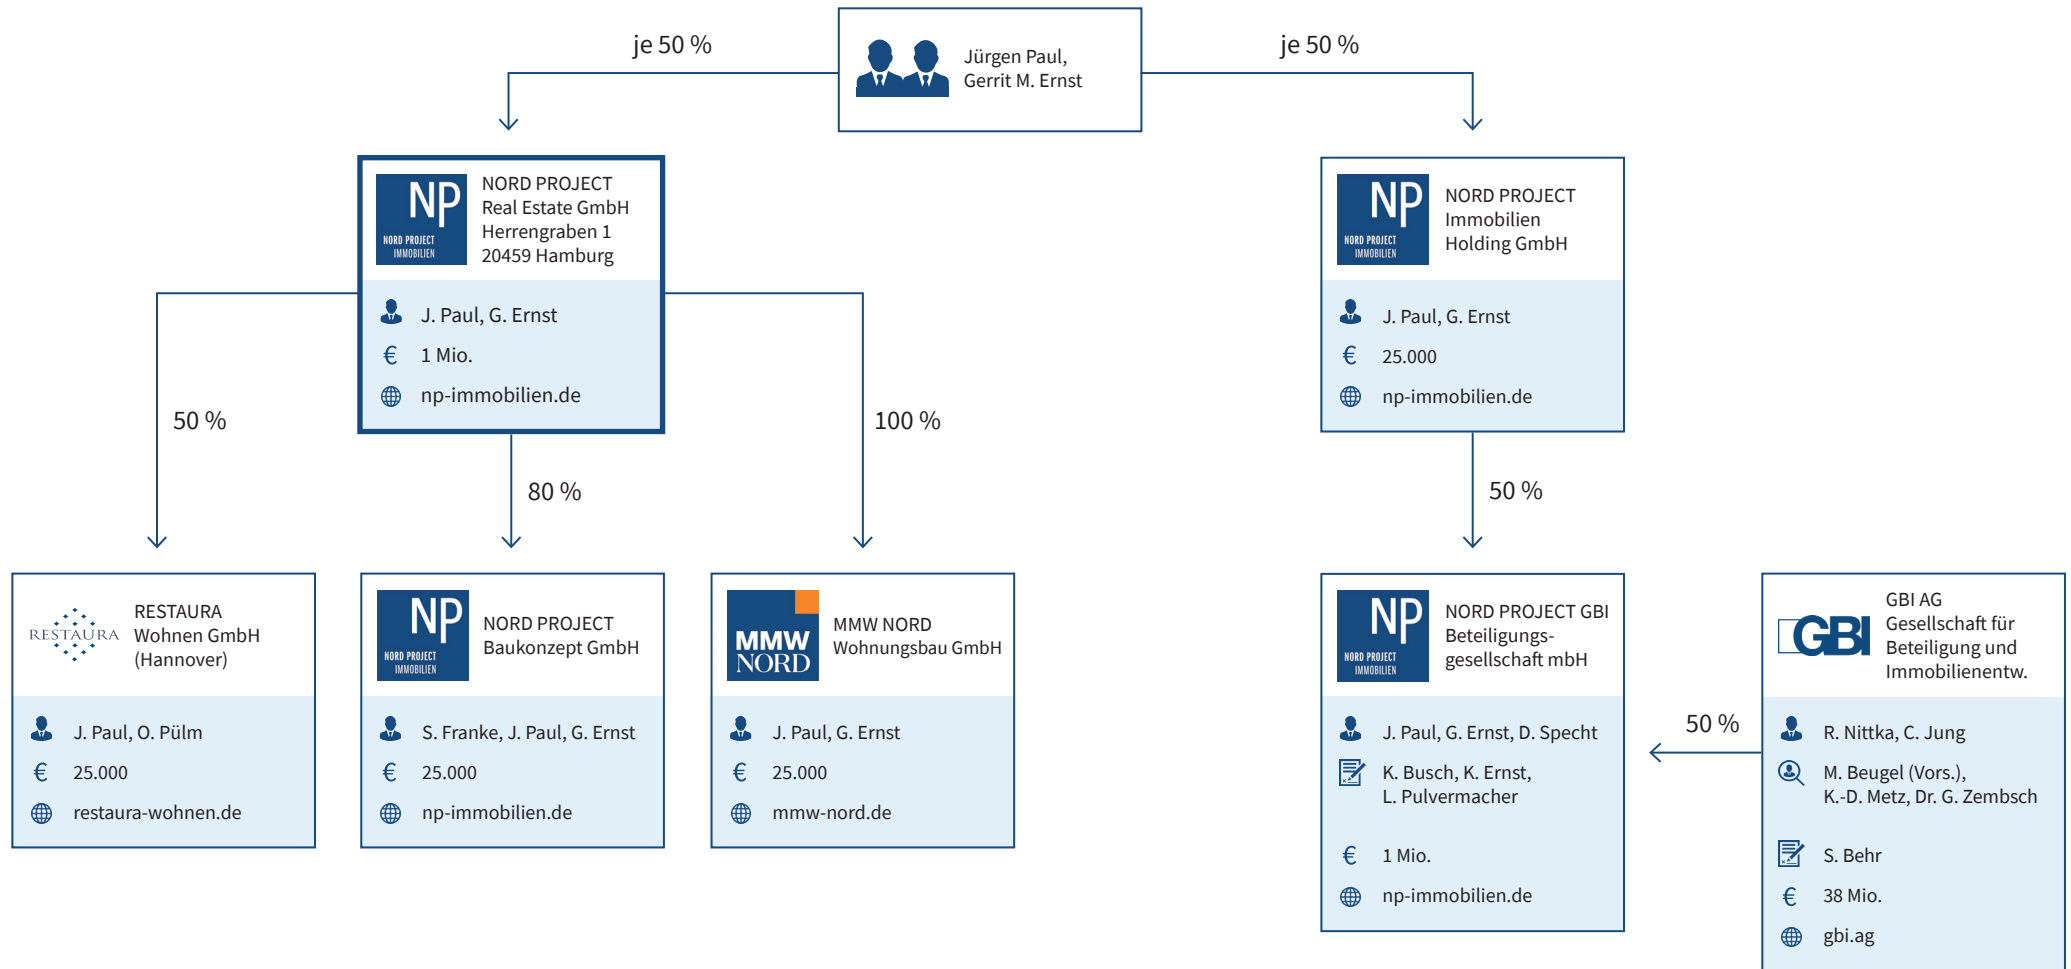 je 50 %
Jürgen Paul,
Gerrit M. Ernst
je 50 %
NP
NORD PROJECT
IMMOBILIEN
NORD PROJECT
Real Estate GmbH
Herrengraben 1
20459 Hamburg
J. Paul, G. Ernst
€ 1 Mio.
np-immobilien.de
NP
NORD PROJECT
IMMOBILIEN
NORD PROJECT
Immobilien
Holding GmbH
J. Paul, G. Ernst
€ 25.000
np-immobilien.de
50 %
80 %
100 %
50 %
RESTAURA
RESTAURA
Wohnen GmbH
(Hannover)
J. Paul, O. Pülm
€ 25.000
restaura-wohnen.de
NP
NORD PROJECT
IMMOBILIEN
NORD PROJECT
Baukonzept GmbH
S. Franke, J. Paul, G. Ernst
€ 25.000
np-immobilien.de
MMW
NORD
MMW NORD
Wohnungsbau GmbH
J. Paul, G. Ernst
€ 25.000
mmw-nord.de
NP
NORD PROJECT
IMMOBILIEN
NORD PROJECT GBI
Beteiligungs-
gesellschaft mbH
J. Paul, G. Ernst, D. Specht
K. Busch, K. Ernst,
L. Pulvermacher
€ 1 Mio.
np-immobilien.de
50 %
GBI
GBI AG
Gesellschaft für
Beteiligung und
Immobilienentw.
R. Nittka, C. Jung
M. Beugel (Vors.),
K.-D. Metz, Dr. G. Zembsch
S. Behr
€ 38 Mio.
gbi.ag